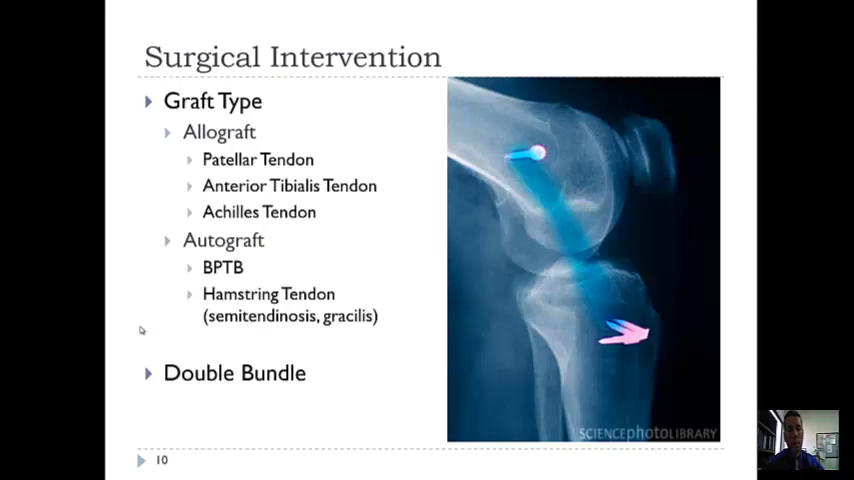 Surgical Intervention
Graft Type
Allograft
Patellar Tendon
Anterior Tibialis Tendon
Achilles Tendon
Autograft
BPTB
Hamstring Tendon
(semitendinosis, gracilis)
Double Bundle
SCIENCEphotoLIBRARY
10